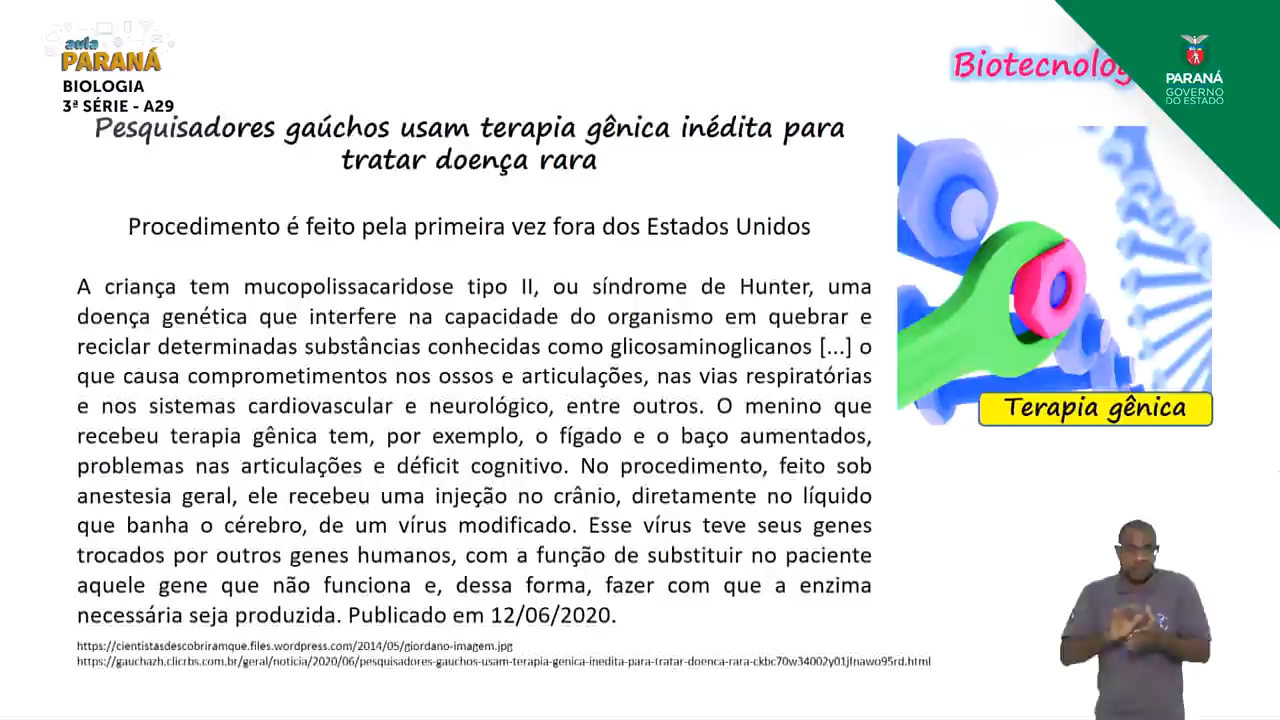 aula
PARANÁ
BIOLOGIA
3ª SÉRIE - A29
Biotecnolog
PARANÁ
GOVERNO
DO ESTADO
Pesquisadores gaúchos usam terapia gênica inédita para
tratar doença rara
Procedimento é feito pela primeira vez fora dos Estados Unidos
A criança tem mucopolissacaridose tipo II, ou síndrome de Hunter, uma
doença genética que interfere na capacidade do organismo em quebrar e
reciclar determinadas substâncias conhecidas como glicosaminoglicanos [...] o
que causa comprometimentos nos ossos e articulações, nas vias respiratórias
e nos sistemas cardiovascular e neurológico, entre outros. O menino que
recebeu terapia gênica tem, por exemplo, o fígado e o baço aumentados,
problemas nas articulações e déficit cognitivo. No procedimento, feito sob
anestesia geral, ele recebeu uma injeção no crânio, diretamente no líquido
que banha o cérebro, de um vírus modificado. Esse vírus teve seus genes
trocados por outros genes humanos, com a função de substituir no paciente
aquele gene que não funciona e, dessa forma, fazer com que a enzima
necessária seja produzida. Publicado em 12/06/2020.
Terapia gênica
https://cientistasdescobriramque.files.wordpress.com/2014/05/giordano-imagem.jpg
https://gauchazh.clicrbs.com.br/geral/noticia/2020/06/pesquisadores-gauchos-usam-terapia-genica-inedita-para-tratar-doenca-rara-ckbc70w34002y01jfnawo95rd.html